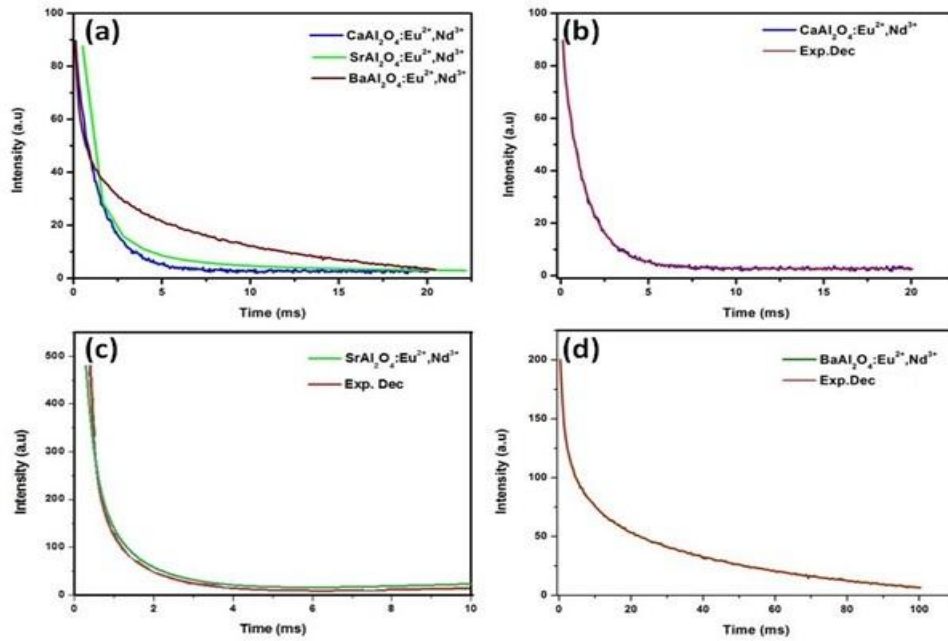 (a)
CaAl₂O₄:Eu²⁺,Nd³⁺
SrAl₂O₄:Eu²⁺,Nd³⁺
BaAl₂O₄:Eu²⁺,Nd³⁺
100
80
60
40
20
0
Intensity (a.u)
0 5 10 15 20
Time (ms)
(b)
CaAl₂O₄:Eu²⁺,Nd³⁺
Exp.Dec
100
80
60
40
20
0
Intensity (a.u)
0 5 10 15 20
Time (ms)
(c)
SrAl₂O₄:Eu²⁺,Nd³⁺
Exp. Dec
500
400
300
200
100
0
Intensity (a.u)
0 2 4 6 8 10
Time (ms)
(d)
BaAl₂O₄:Eu²⁺,Nd³⁺
Exp.Dec
200
150
100
50
0
Intensity (a.u)
0 20 40 60 80 100
Time (ms)